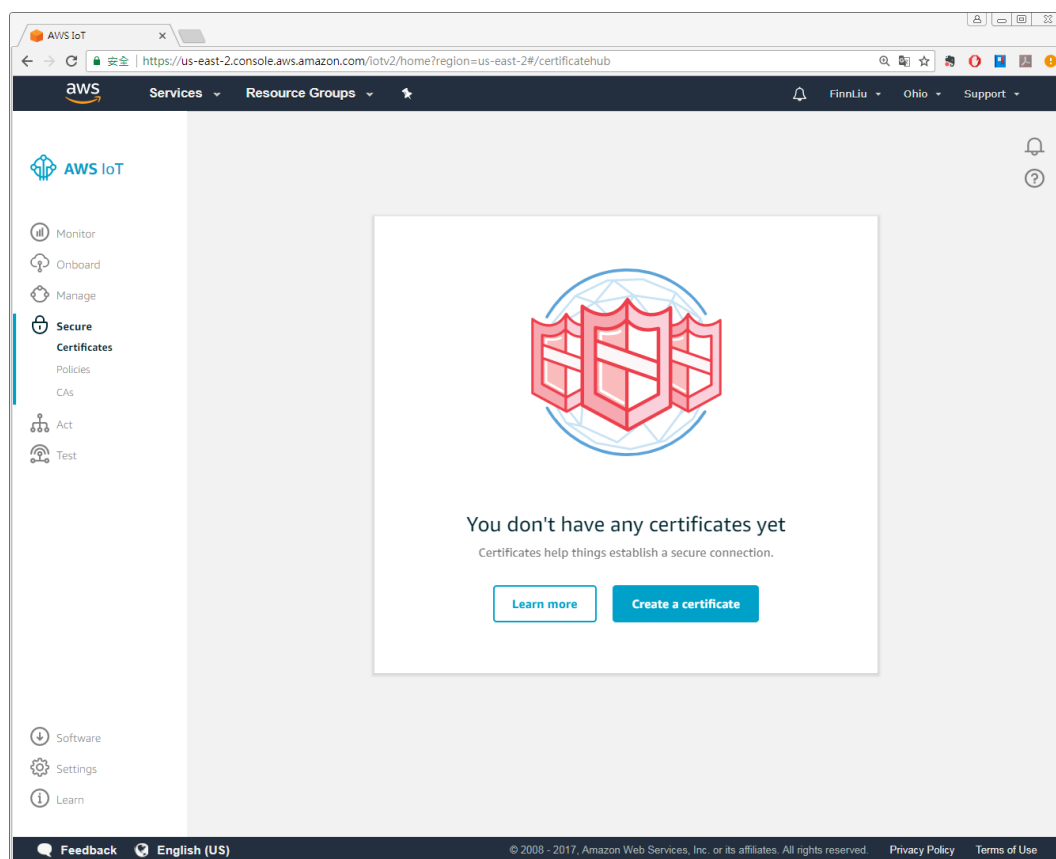 AWS IoT
安全 https://us-east-2.console.aws.amazon.com/iotv2/home?region=us-east-2#/certificatehub
aws Services Resource Groups FinnLiu Ohio Support
AWS IoT
Monitor
Onboard
Manage
Secure
Certificates
Policies
CAs
Act
Test
You don't have any certificates yet
Certificates help things establish a secure connection.
Learn more Create a certificate
Software
Settings
Learn
Feedback English (US) © 2008 - 2017, Amazon Web Services, Inc. or its affiliates. All rights reserved. Privacy Policy Terms of Use